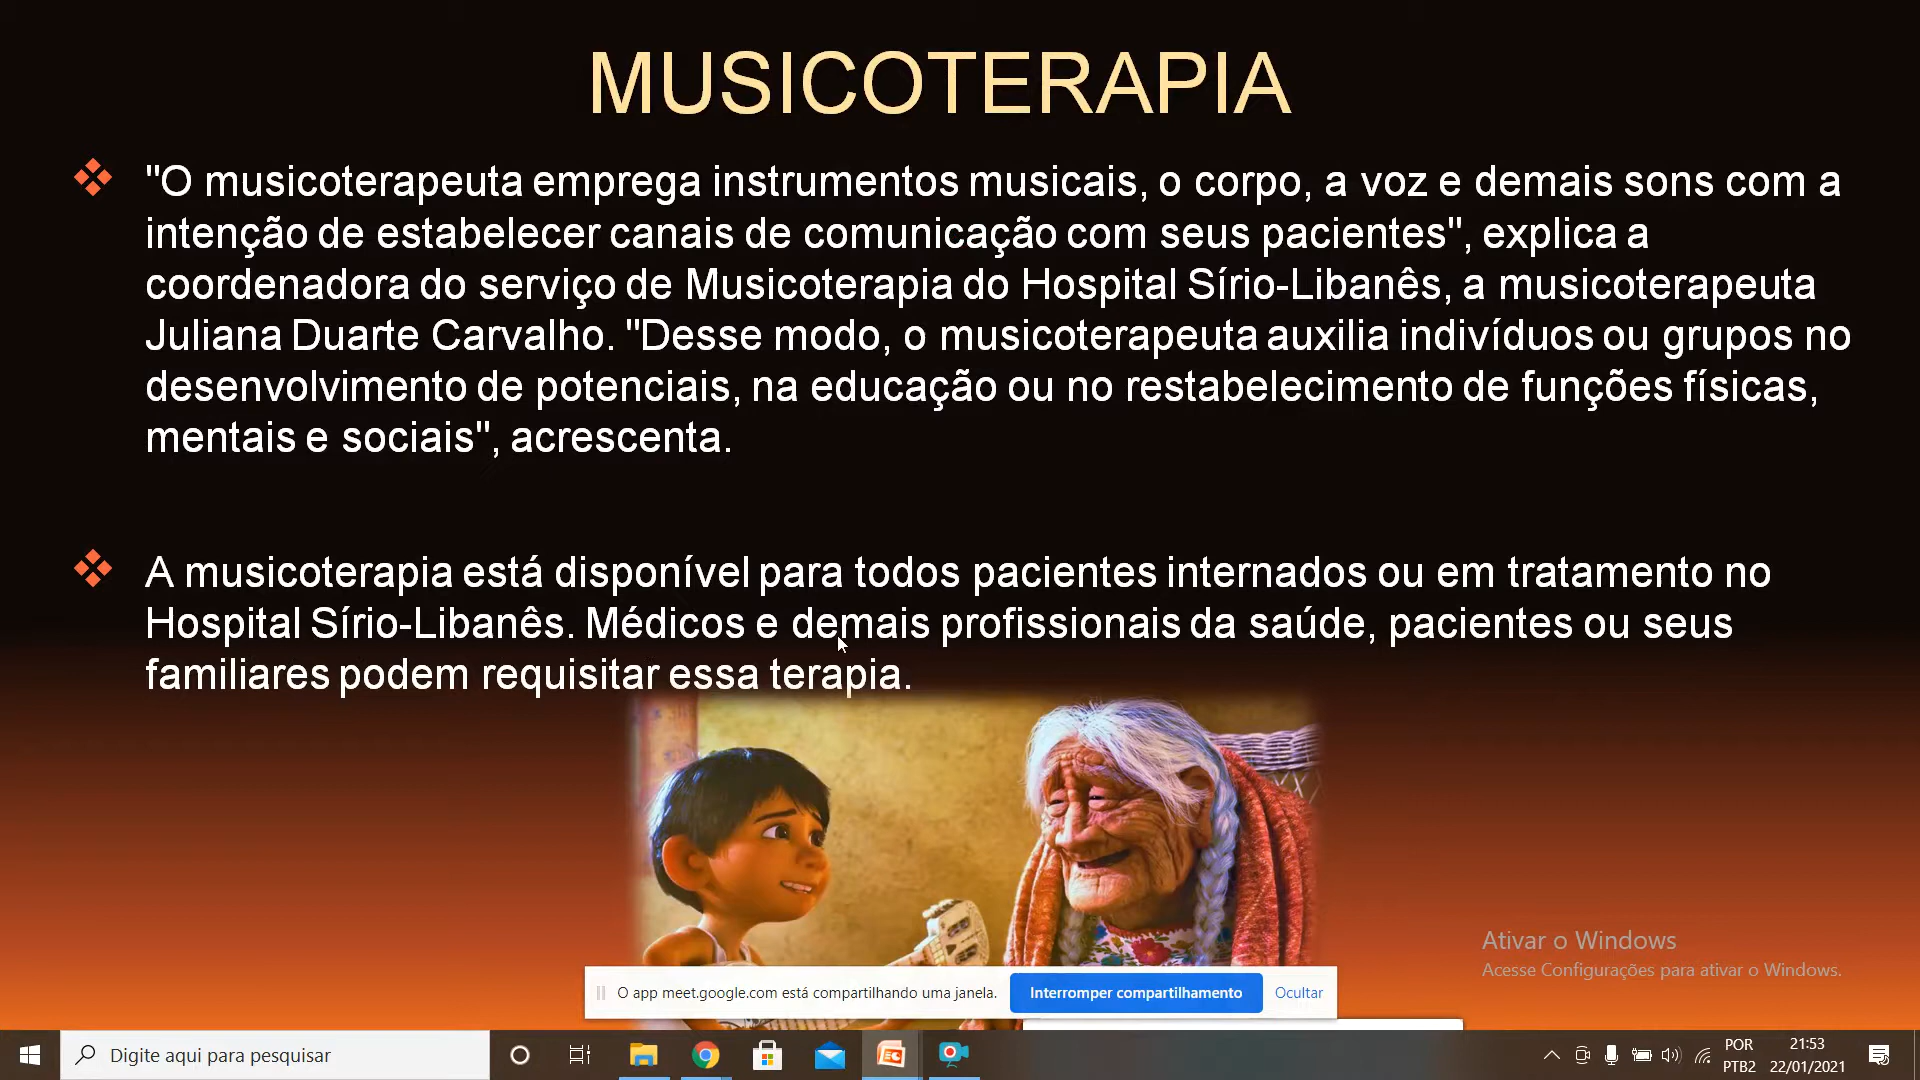 MUSICOTERAPIA
"O musicoterapeuta emprega instrumentos musicais, o corpo, a voz e demais sons com a
intenção de estabelecer canais de comunicação com seus pacientes", explica a
coordenadora do serviço de Musicoterapia do Hospital Sírio-Libanês, a musicoterapeuta
Juliana Duarte Carvalho. "Desse modo, o musicoterapeuta auxilia indivíduos ou grupos no
desenvolvimento de potenciais, na educação ou no restabelecimento de funções físicas,
mentais e sociais", acrescenta.
A musicoterapia está disponível para todos pacientes internados ou em tratamento no
Hospital Sírio-Libanês. Médicos e demais profissionais da saúde, pacientes ou seus
familiares podem requisitar essa terapia.
Ativar o Windows
Acesse Configurações para ativar o Windows.
O app meet.google.com está compartilhando uma janela. Interromper compartilhamento Ocultar
Digite aqui para pesquisar
POR
PTB2
21:53
22/01/2021